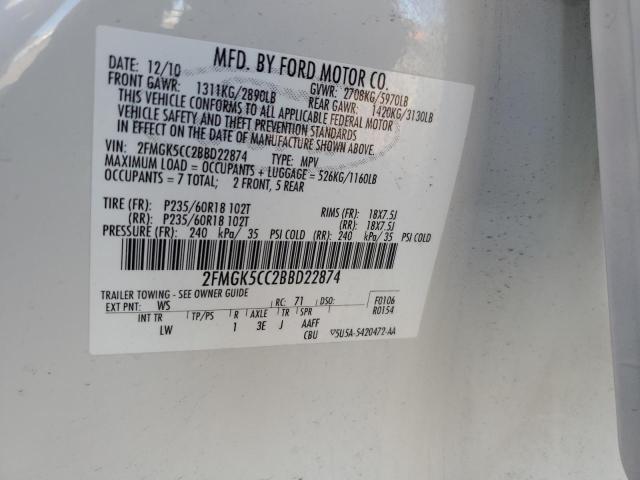 MFD. BY FORD MOTOR CO.
DATE: 12/10
FRONT GAWR: 1311KG/2890LB
GVWR: 2708KG/5970LB
REAR GAWR: 1420KG/3130LB
THIS VEHICLE CONFORMS TO ALL APPLICABLE FEDERAL MOTOR
VEHICLE SAFETY AND THEFT PREVENTION STANDARDS
IN EFFECT ON THE DATE OF MANUFACTURE SHOWN ABOVE.
VIN: 2FMGK5CC2BBD22874 TYPE: MPV
MAXIMUM LOAD = OCCUPANTS + LUGGAGE = 526KG/1160LB
OCCUPANTS = 7 TOTAL; 2 FRONT, 5 REAR
TIRE (FR): P235/60R18 102T RIMS (FR): 18X7.5J
(RR): P235/60R18 102T (RR): 18X7.5J
PRESSURE (FR): 240 kPa/ 35 PSI COLD (RR): 240 kPa/ 35 PSI COLD
2FMGK5CC2BBD22874
TRAILER TOWING - SEE OWNER GUIDE
EXT PNT: WS RC: 71 DSO: F0106
R0154
INT TR TP/PS R AXLE TR SPR
LW 1 3E J AAFF
CBU 5U5A-5420472-AA